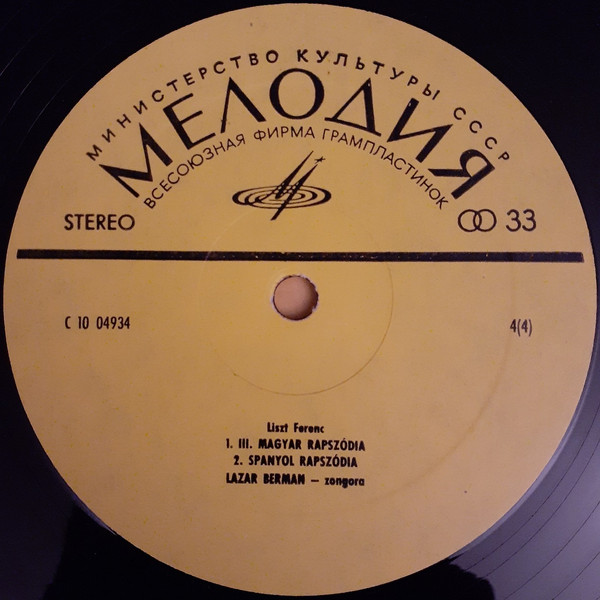 МИНИСТЕРСТВО КУЛЬТУРЫ СССР
МЕЛОДИЯ
ВСЕСОЮЗНАЯ ФИРМА ГРАМПЛАСТИНОК
STEREO
33
С 10 04934
4(4)
Liszt Ferenc
1. III. MAGYAR RAPSZÓDIA
2. SPANYOL RAPSZÓDIA
LAZAR BERMAN — zongora